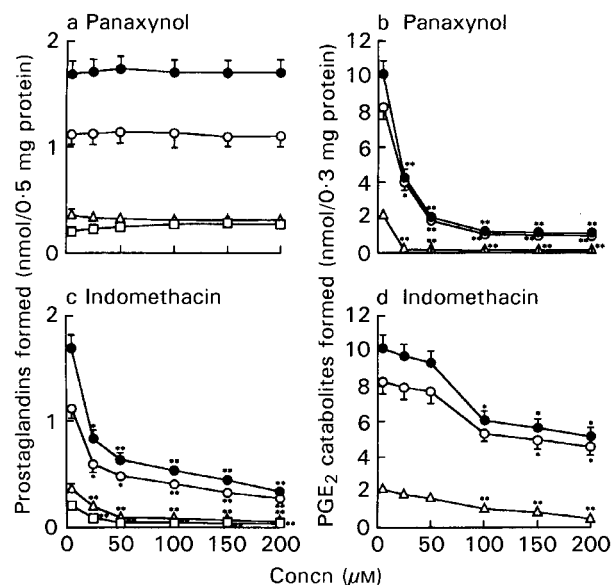 a Panaxynol
b Panaxynol
2
1
0
12
10
8
6
4
2
0
c Indomethacin
d Indomethacin
2
1
0
12
10
8
6
4
2
0
0 50 100 150 200
0 50 100 150 200
Concn (μM)
Prostaglandins formed (nmol/0·5 mg protein)
PGE2 catabolites formed (nmol/0·3 mg protein)